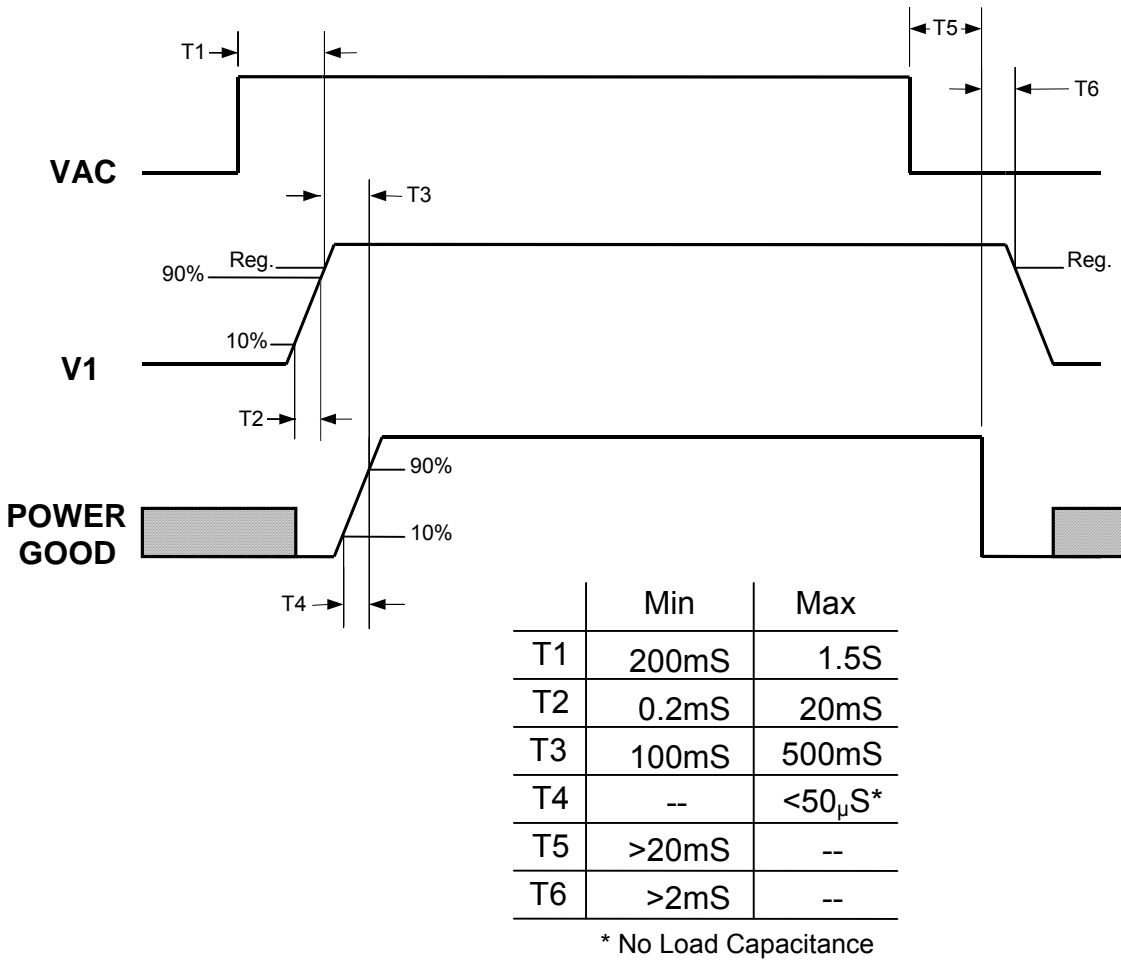 T5
T1
T6
VAC
T3
Reg.
90%
Reg.
10%
V1
T2
90%
POWER
GOOD
10%
T4
Min Max
T1 200mS 1.5S
T2 0.2mS 20mS
T3 100mS 500mS
T4 -- <50µS*
T5 >20mS --
T6 >2mS --
* No Load Capacitance